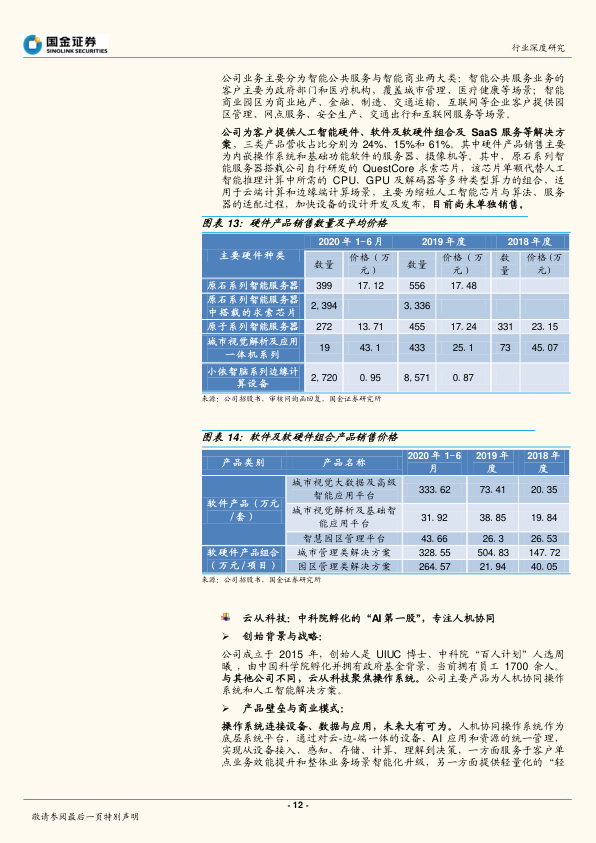 国金证券
SINOLINK SECURITIES
行业深度研究
公司业务主要分为智能公共服务与智能商业两大类：智能公共服务业务的
客户主要为政府部门和医疗机构，覆盖城市管理、医疗健康等场景；智能
商业园区为商业地产、金融、制造、交通运输、互联网等企业客户提供园
区管理、网点服务、安全生产、交通出行和互联网服务等场景。
公司为客户提供人工智能硬件、软件及软硬件组合及 SaaS 服务等解决方
案，三类产品营收占比分别为 24%、15%和 61%。其中硬件产品销售主要
为内嵌操作系统和基础功能软件的服务器、摄像机等。其中，原石系列智
能服务器搭载公司自行研发的 QuestCore 求索芯片，该芯片单颗代替人工
智能推理计算中所需的 CPU、GPU 及解码器等多种类型算力的组合，适
用于云端计算和边缘端计算场景，主要为缩短人工智能芯片与算法、服务
器的适配过程，加快设备的设计开发及发布，目前尚未单独销售。
图表 13：硬件产品销售数量及平均价格
主要硬件种类 2020 年 1-6 月 2019 年度 2018 年度
数量 价格（万元） 数量 价格（万元） 数量 价格(万元)
原石系列智能服务器 399 17.12 556 17.48
原石系列智能服务器
中搭载的求索芯片 2,394 3,336
原子系列智能服务器 272 13.71 455 17.24 331 23.15
城市视觉解析及应用
一体机系列 19 43.1 433 25.1 73 45.07
小依智脑系列边缘计
算设备 2,720 0.95 8,571 0.87
来源：公司招股书，审核问询函回复，国金证券研究所
图表 14：软件及软硬件组合产品销售价格
产品类别 产品名称 2020 年 1-6 月 2019 年度 2018 年度
软件产品（万元/套） 城市视觉大数据及高级
智能应用平台 333.62 73.41 20.35
城市视觉解析及基础智
能应用平台 31.92 38.85 19.84
智慧园区管理平台 43.66 26.3 26.53
软硬件产品组合（万元/项目） 城市管理类解决方案 328.55 504.83 147.72
园区管理类解决方案 264.57 21.94 40.05
来源：公司招股书，国金证券研究所
云从科技：中科院孵化的“AI 第一股”，专注人机协同
➢ 创始背景与战略：
公司成立于 2015 年，创始人是 UIUC 博士、中科院“百人计划”人选周
曦 ，由中国科学院孵化并拥有政府基金背景，当前拥有员工 1700 余人。
与其他公司不同，云从科技聚焦操作系统。公司主要产品为人机协同操作
系统和人工智能解决方案。
➢ 产品壁垒与商业模式：
操作系统连接设备、数据与应用，未来大有可为。人机协同操作系统作为
底层系统平台，通过对云-边-端一体的设备、AI 应用和资源的统一管理，
实现从设备接入、感知、存储、计算、理解到决策，一方面服务于客户单
点业务效能提升和整体业务场景智能化升级，另一方面提供轻量化的“轻
- 12 -
敬请参阅最后一页特别声明